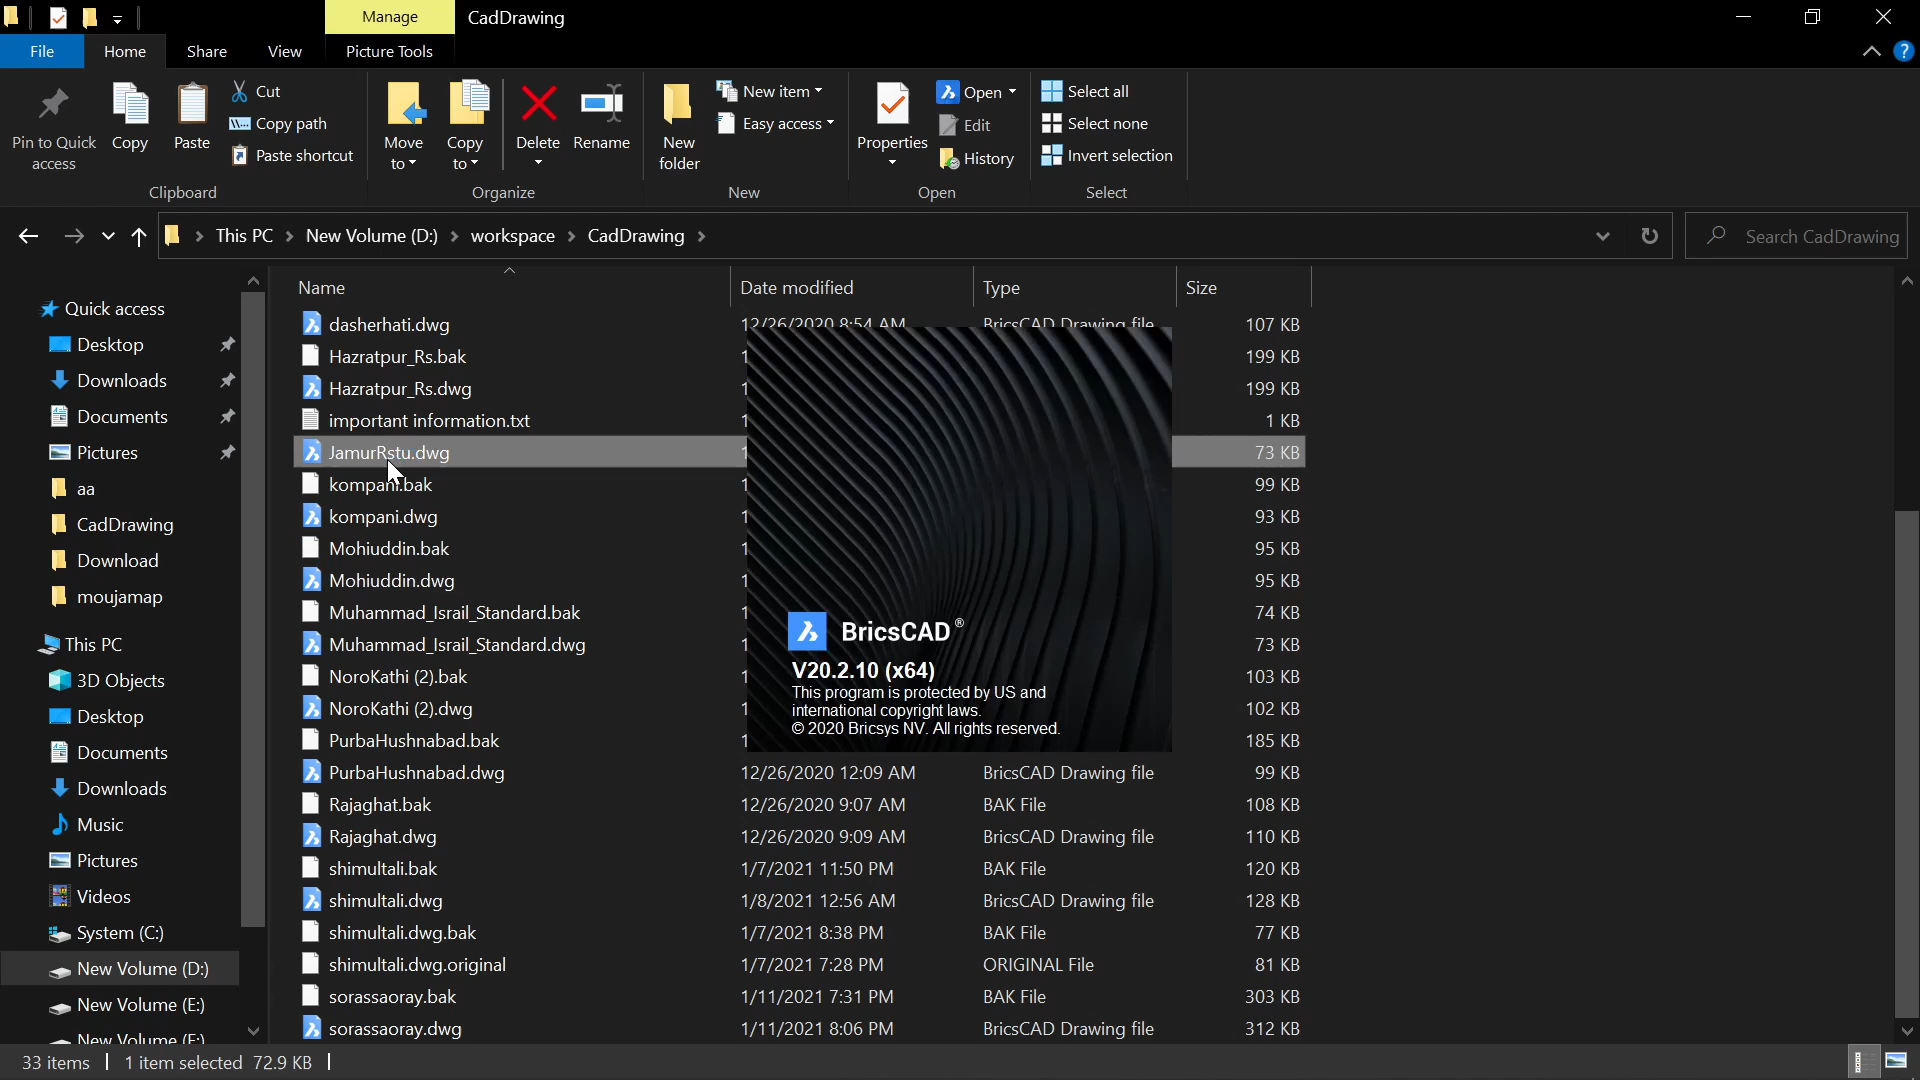 Manage
CadDrawing
File
Home
Share
View
Picture Tools
Pin to Quick access
Copy
Paste
Cut
Copy path
Paste shortcut
Clipboard
Move to
Copy to
Delete
Rename
Organize
New folder
New item
Easy access
New
Properties
Open
Edit
History
Open
Select all
Select none
Invert selection
Select
This PC
New Volume (D:)
workspace
CadDrawing
Search CadDrawing
Quick access
Desktop
Downloads
Documents
Pictures
aa
CadDrawing
Download
moujamap
This PC
3D Objects
Desktop
Documents
Downloads
Music
Pictures
Videos
System (C:)
New Volume (D:)
New Volume (E:)
New Volume (F:)
Name Date modified Type Size
dasherhati.dwg 12/26/2020 8:54 AM BricsCAD Drawing file 107 KB
Hazratpur_Rs.bak 199 KB
Hazratpur_Rs.dwg 199 KB
important information.txt 1 KB
JamurRstu.dwg 73 KB
kompani.bak 99 KB
kompani.dwg 93 KB
Mohiuddin.bak 95 KB
Mohiuddin.dwg 95 KB
Muhammad_Israil_Standard.bak 74 KB
Muhammad_Israil_Standard.dwg 73 KB
NoroKathi (2).bak 103 KB
NoroKathi (2).dwg 102 KB
PurbaHushnabad.bak 185 KB
PurbaHushnabad.dwg 12/26/2020 12:09 AM BricsCAD Drawing file 99 KB
Rajaghat.bak 12/26/2020 9:07 AM BAK File 108 KB
Rajaghat.dwg 12/26/2020 9:09 AM BricsCAD Drawing file 110 KB
shimultali.bak 1/7/2021 11:50 PM BAK File 120 KB
shimultali.dwg 1/8/2021 12:56 AM BricsCAD Drawing file 128 KB
shimultali.dwg.bak 1/7/2021 8:38 PM BAK File 77 KB
shimultali.dwg.original 1/7/2021 7:28 PM ORIGINAL File 81 KB
sorassaoray.bak 1/11/2021 7:31 PM BAK File 303 KB
sorassaoray.dwg 1/11/2021 8:06 PM BricsCAD Drawing file 312 KB
BricsCAD®
V20.2.10 (x64)
This program is protected by US and
international copyright laws.
© 2020 Bricsys NV. All rights reserved.
33 items 1 item selected 72.9 KB